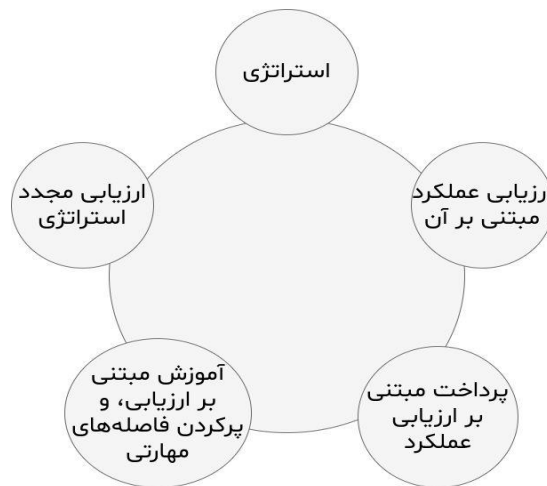 استراتژی
ارزیابی عملکرد
مبتنی بر آن
پرداخت مبتنی
بر ارزیابی
عملکرد
آموزش مبتنی
بر ارزیابی، و
پرکردن فاصله‌های
مهارتی
ارزیابی مجدد
استراتژی